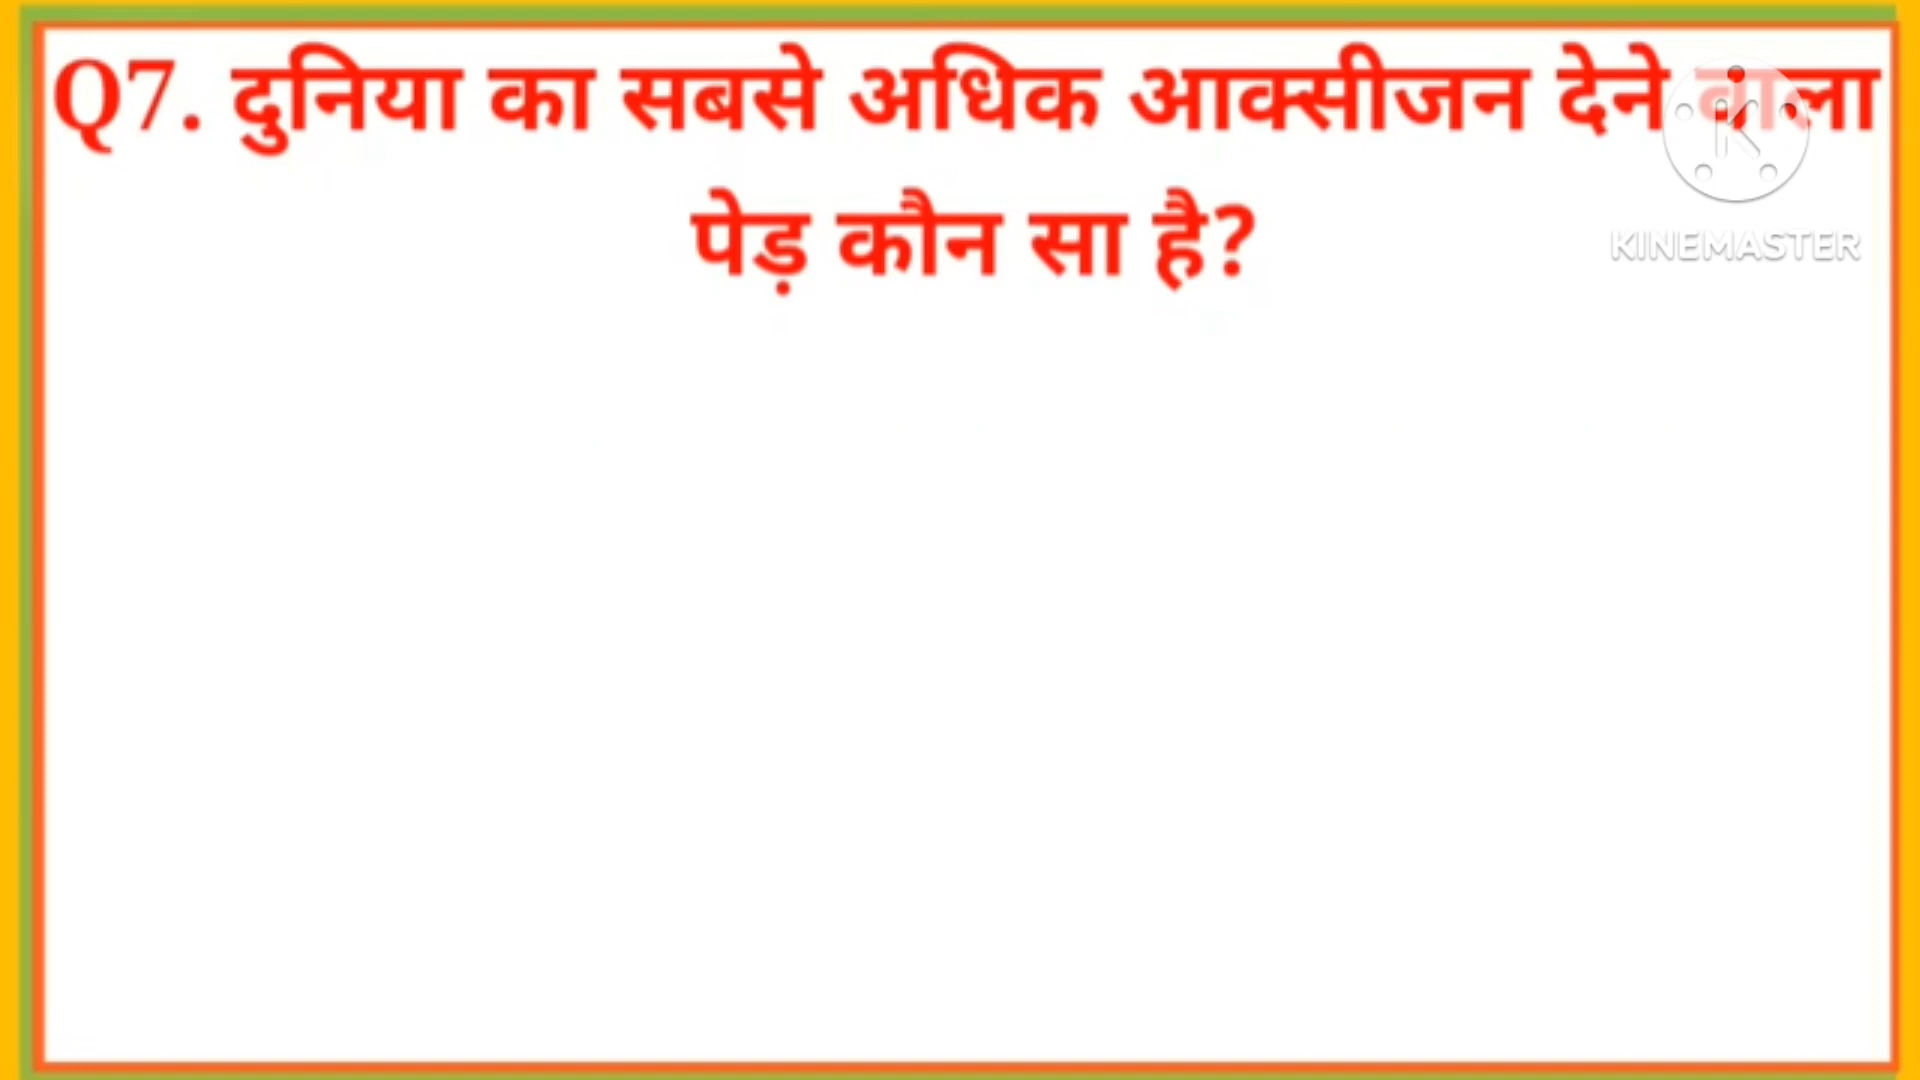 Q7. दुनिया का सबसे अधिक आक्सीजन देने वाला
पेड़ कौन सा है?
KINEMASTER